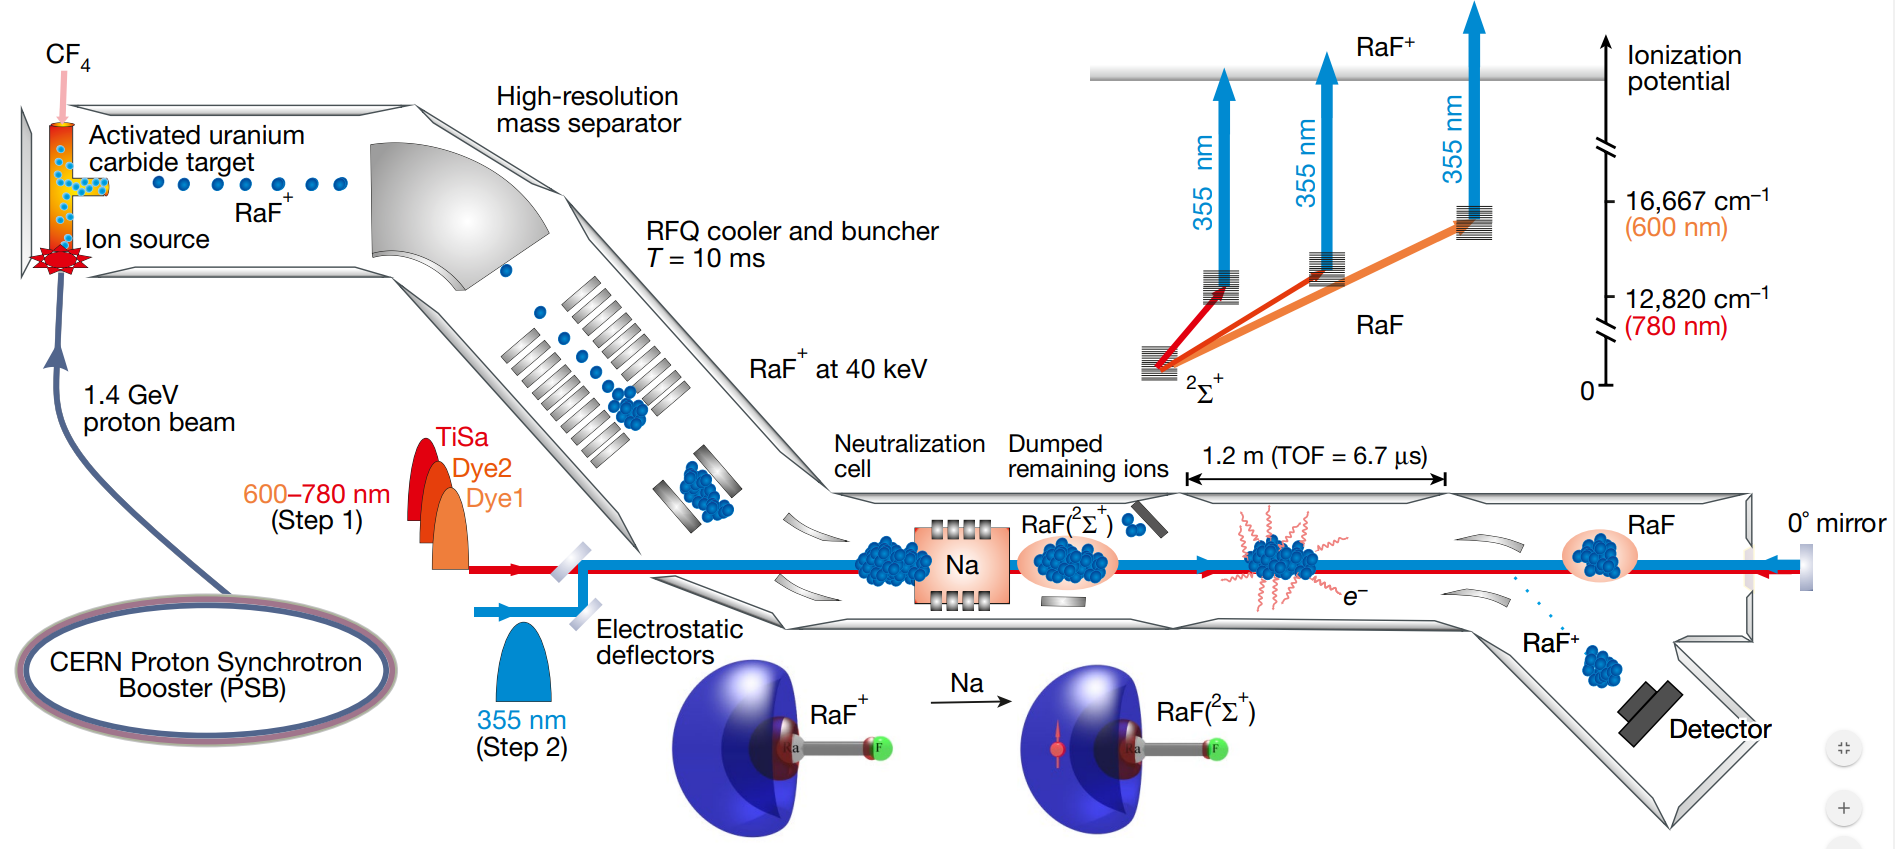 CF4
Activated uranium
carbide target
RaF+
Ion source
1.4 GeV
proton beam
CERN Proton Synchrotron
Booster (PSB)
High-resolution
mass separator
RFQ cooler and buncher
T = 10 ms
RaF+ at 40 keV
TiSa
Dye2
Dye1
600–780 nm
(Step 1)
355 nm
(Step 2)
Electrostatic
deflectors
Neutralization
cell
Na
Dumped
remaining ions
RaF(2Σ+)
1.2 m (TOF = 6.7 μs)
e–
RaF
0° mirror
RaF+
Detector
RaF+
Ra
F
Na
RaF(2Σ+)
Ra
F
RaF+
355 nm
355 nm
355 nm
RaF
2Σ+
Ionization
potential
16,667 cm–1
(600 nm)
12,820 cm–1
(780 nm)
0